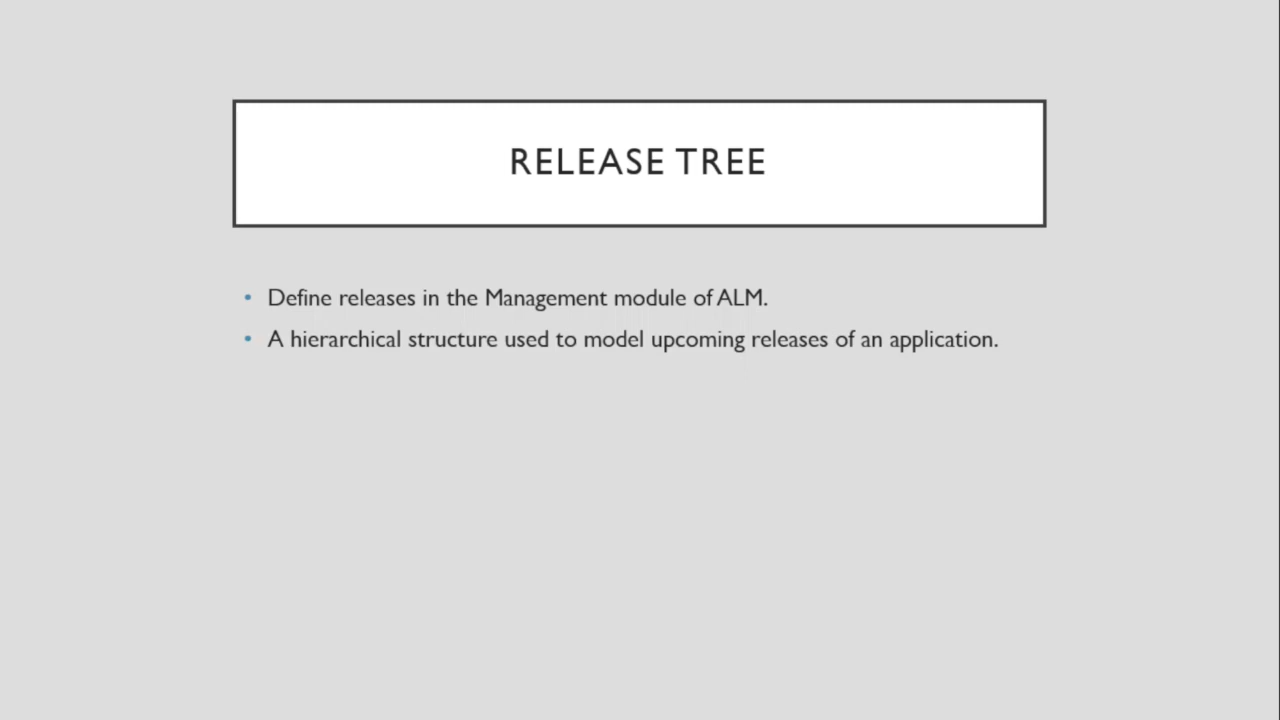 RELEASE TREE
• Define releases in the Management module of ALM.
• A hierarchical structure used to model upcoming releases of an application.